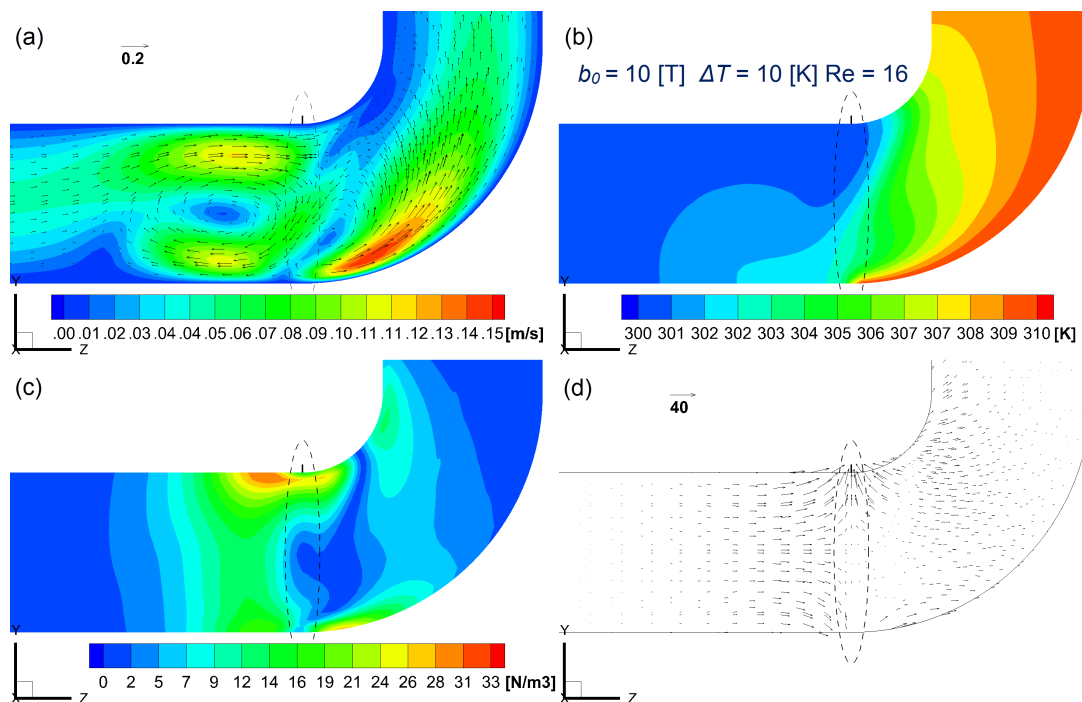 (a)
0.2
Y
X Z
.00 .01 .02 .03 .04 .04 .05 .06 .07 .08 .09 .10 .11 .11 .12 .13 .14 .15 [m/s]
(b)
b₀ = 10 [T] ΔT = 10 [K] Re = 16
Y
X Z
300 301 302 302 303 304 305 306 307 307 308 309 310 [K]
(c)
Y
X Z
0 2 5 7 9 12 14 16 19 21 24 26 28 31 33 [N/m3]
(d)
40
Y
X Z